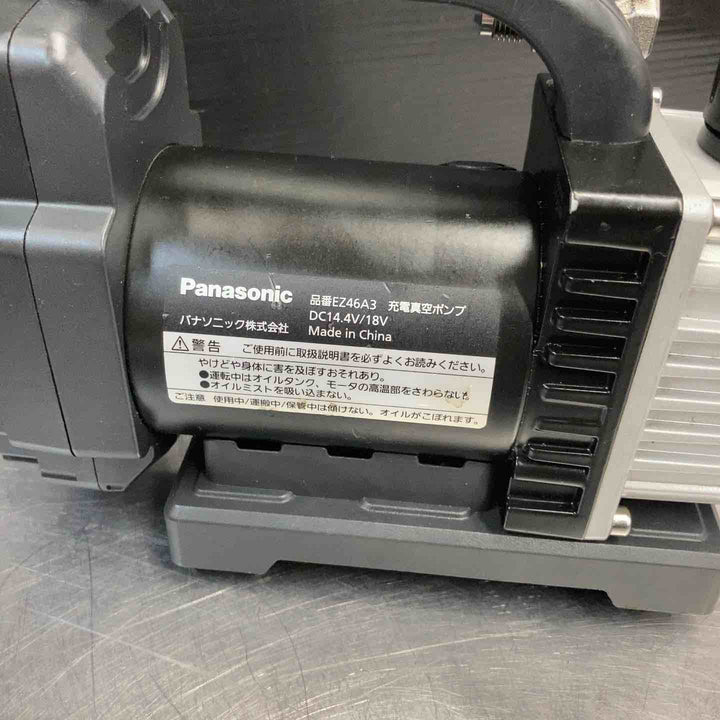 Panasonic 品番EZ46A3 充電真空ポンプ
DC14.4V/18V
パナソニック株式会社 Made in China
⚠警告 ご使用前に取扱説明書を必ずよくお読みください。
やけどや身体に害を及ぼすおそれあり。
●運転中はオイルタンク、モータの高温部をさわらない。
●オイルミストを吸い込まない。
ご注意 使用中/運搬中/保管中は傾けない。オイルがこぼれます。